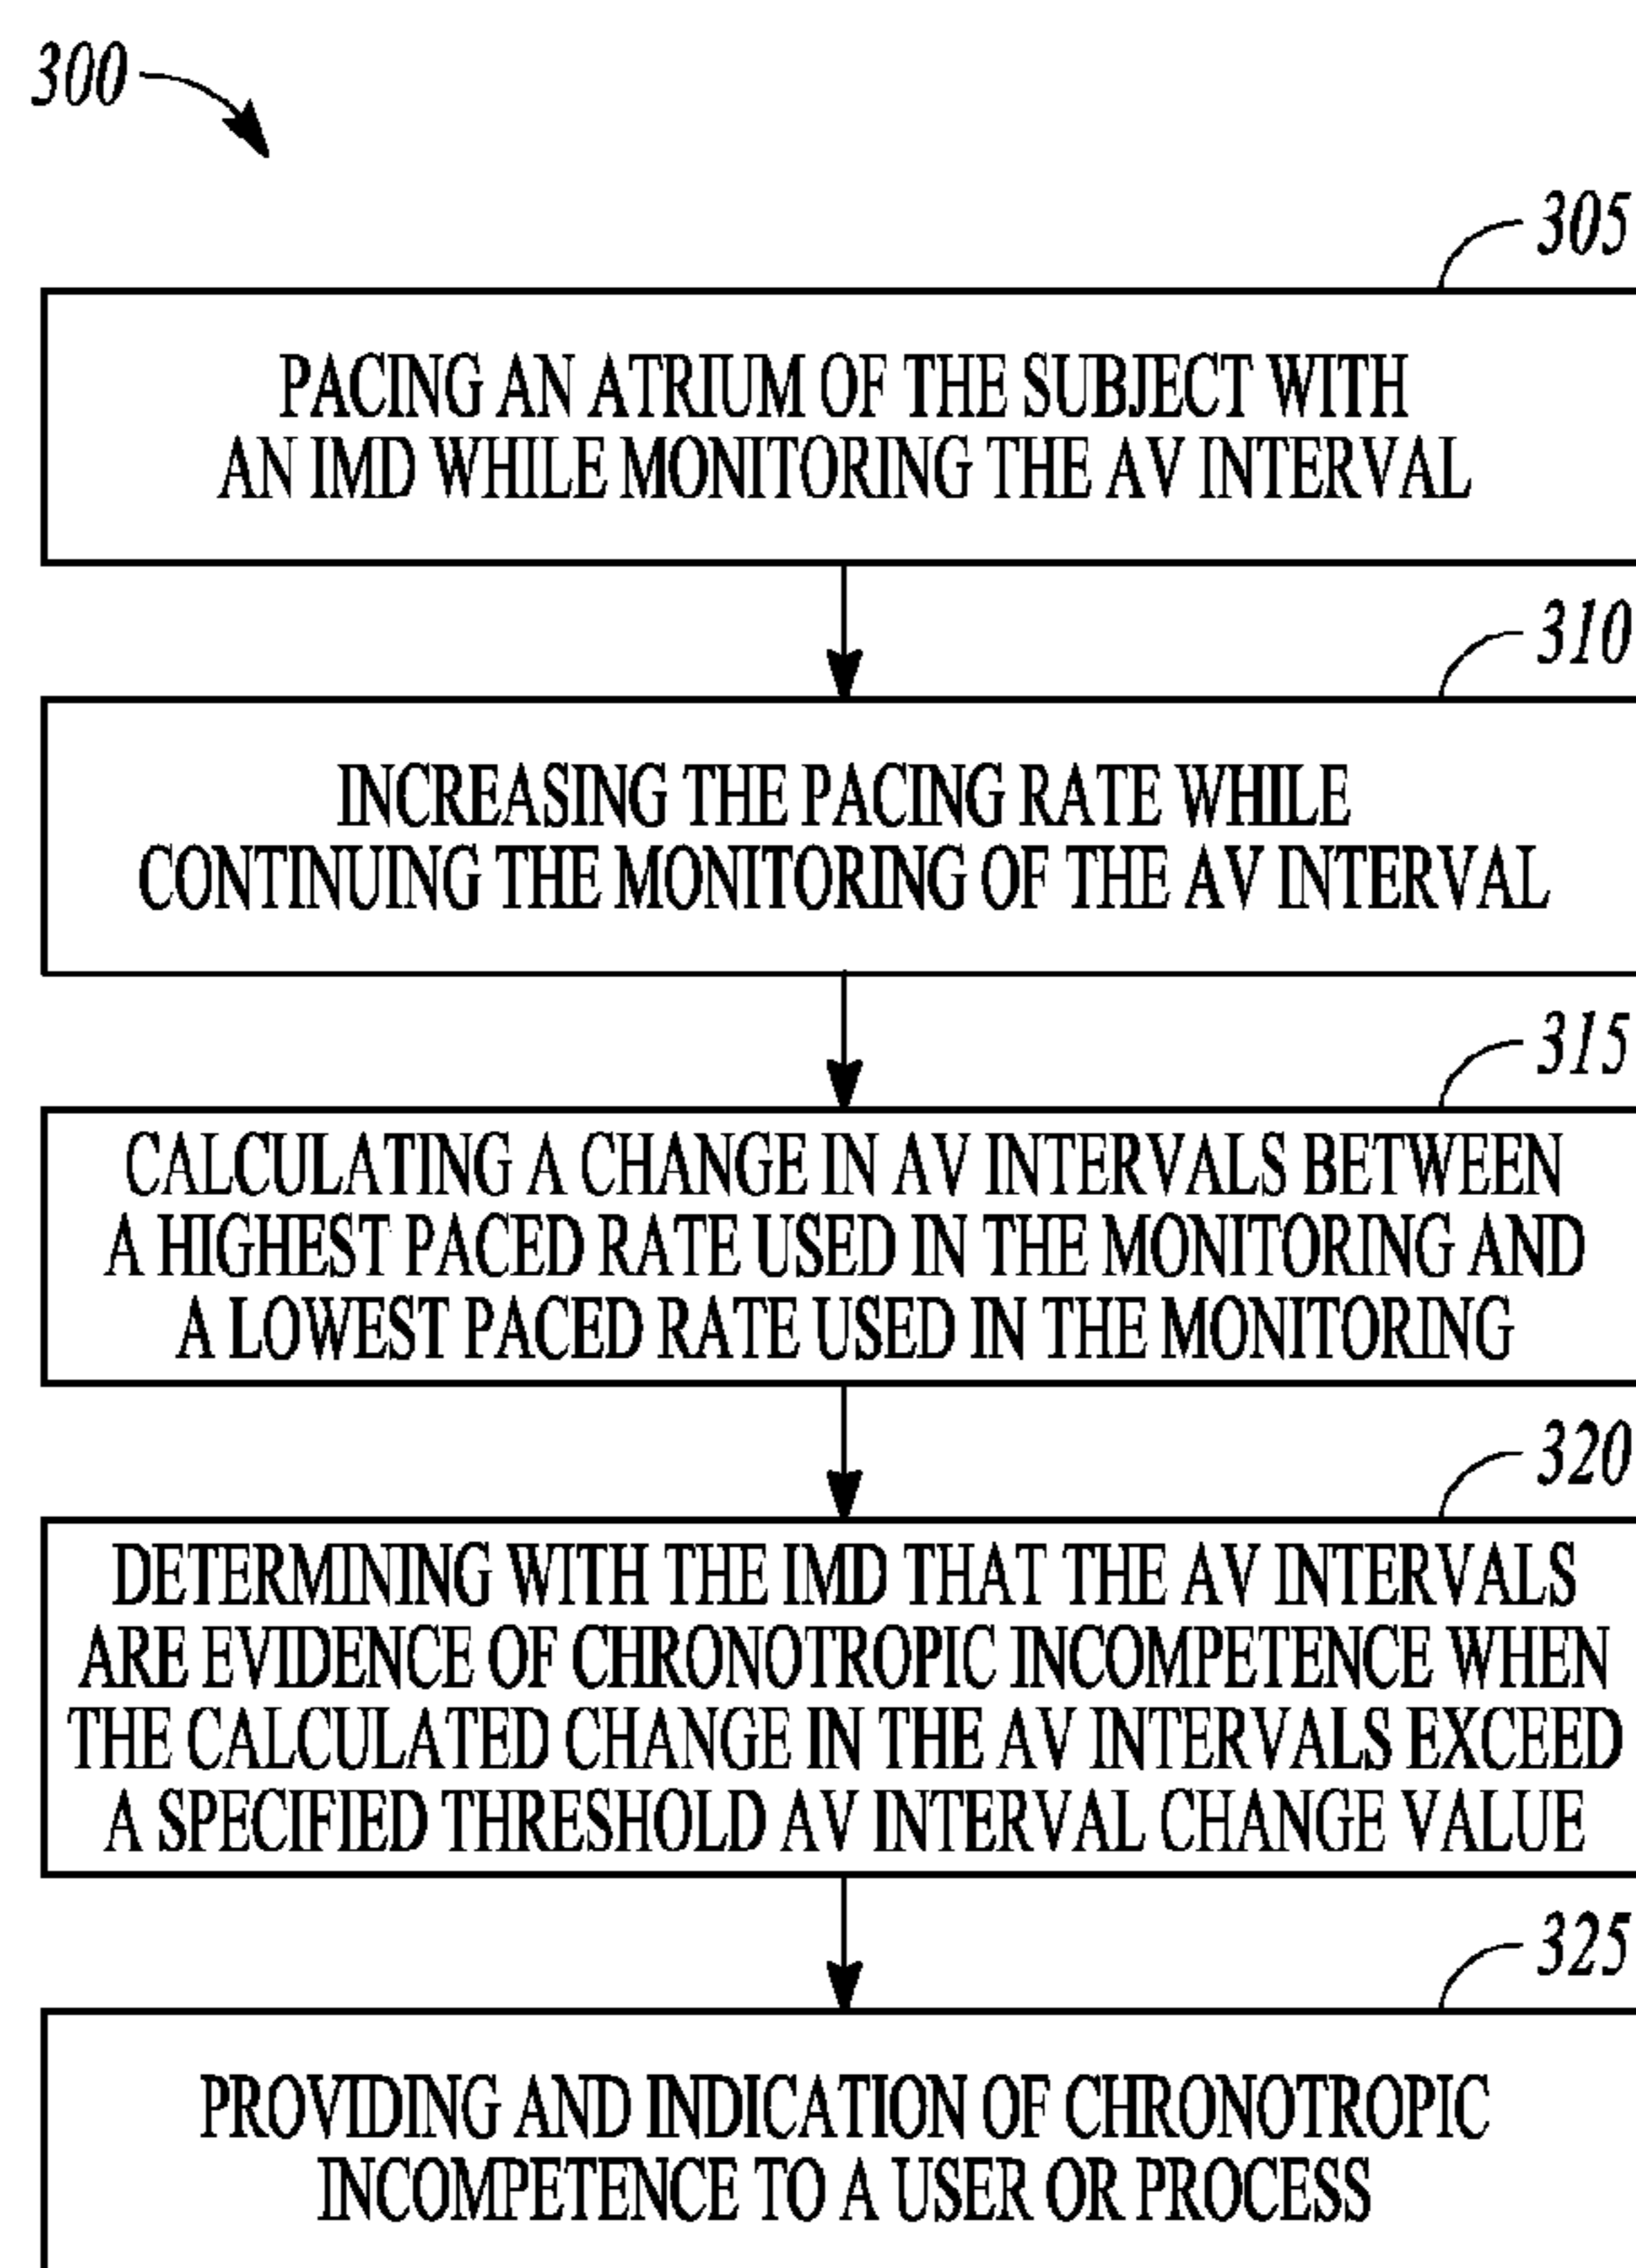 300
305
PACING AN ATRIUM OF THE SUBJECT WITH
AN IMD WHILE MONITORING THE AV INTERVAL
310
INCREASING THE PACING RATE WHILE
CONTINUING THE MONITORING OF THE AV INTERVAL
315
CALCULATING A CHANGE IN AV INTERVALS BETWEEN
A HIGHEST PACED RATE USED IN THE MONITORING AND
A LOWEST PACED RATE USED IN THE MONITORING
320
DETERMINING WITH THE IMD THAT THE AV INTERVALS
ARE EVIDENCE OF CHRONOTROPIC INCOMPETENCE WHEN
THE CALCULATED CHANGE IN THE AV INTERVALS EXCEED
A SPECIFIED THRESHOLD AV INTERVAL CHANGE VALUE
325
PROVIDING AND INDICATION OF CHRONOTROPIC
INCOMPETENCE TO A USER OR PROCESS